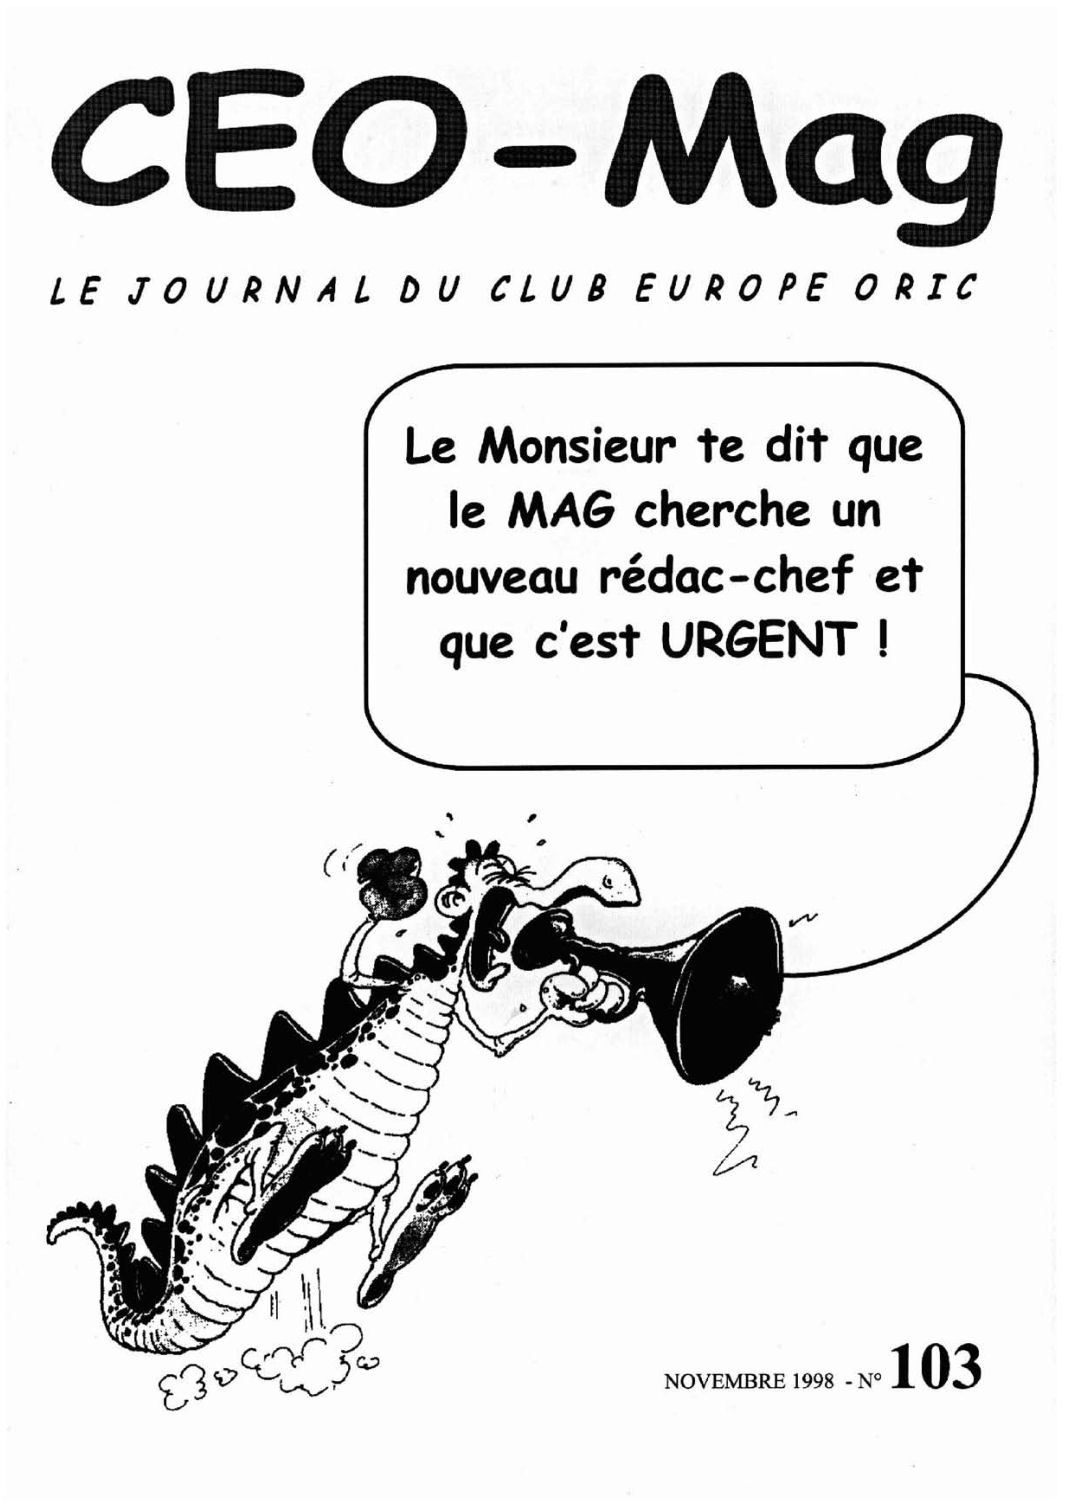 CEO-Mag
LE JOURNAL DU CLUB EUROPE ORIC
Le Monsieur te dit que
le MAG cherche un
nouveau rédac-chef et
que c'est URGENT !
NOVEMBRE 1998 - N° 103